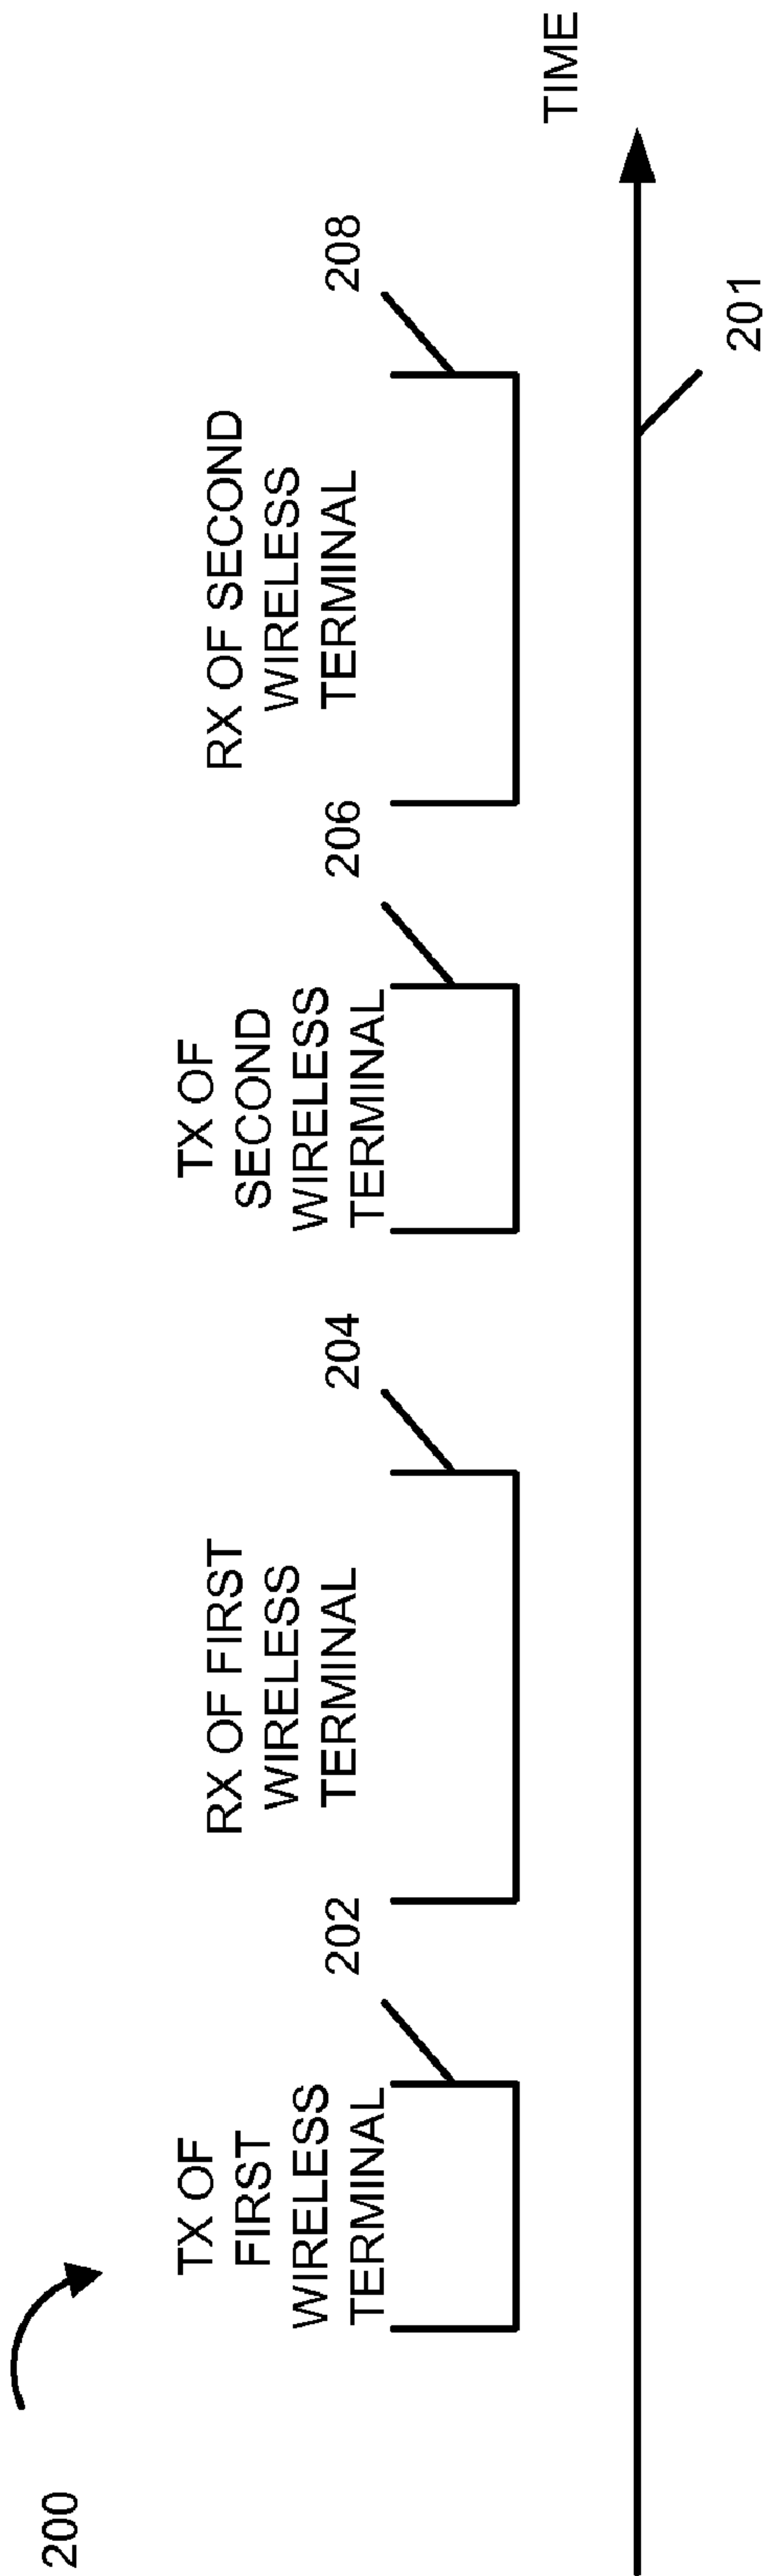 200
TX OF
FIRST
WIRELESS
TERMINAL
202
RX OF FIRST
WIRELESS
TERMINAL
204
TX OF
SECOND
WIRELESS
TERMINAL
206
RX OF SECOND
WIRELESS
TERMINAL
208
TIME
201